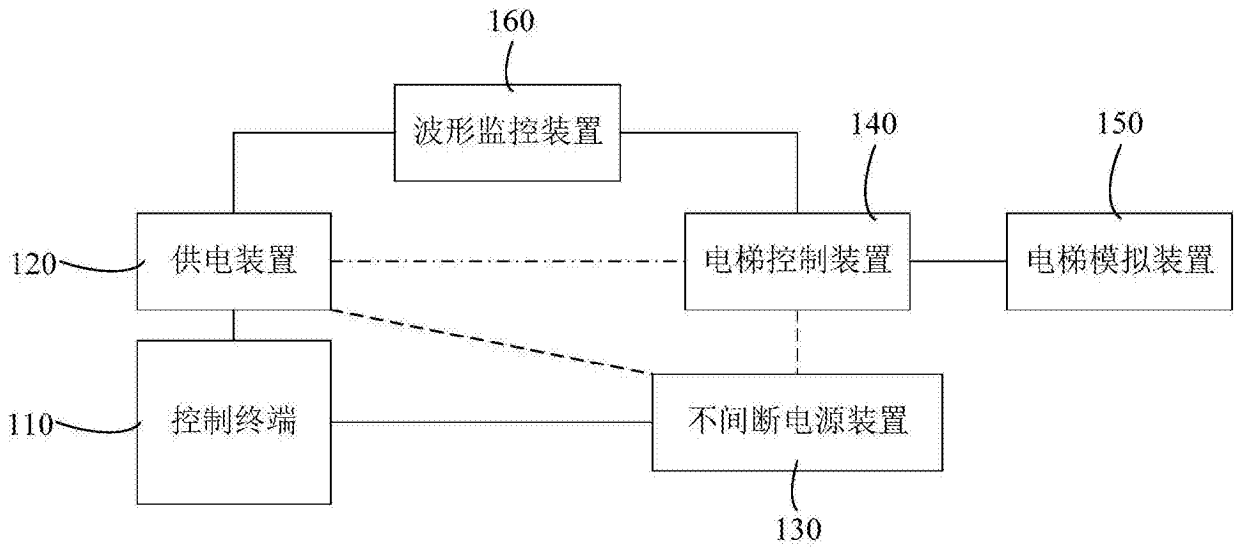 160
波形监控装置
140
150
120
供电装置
电梯控制装置
电梯模拟装置
110
控制终端
不间断电源装置
130